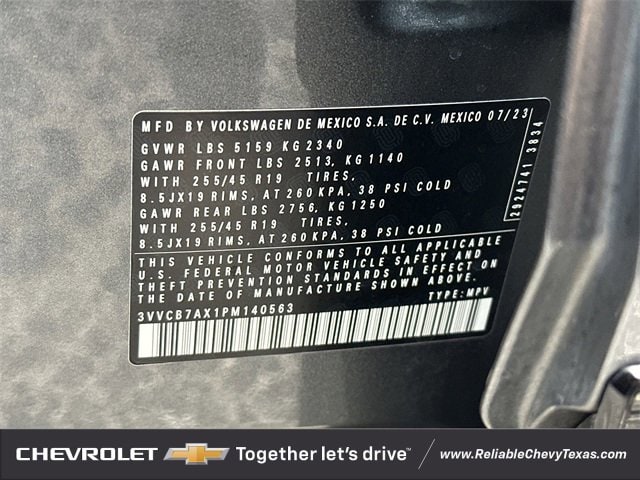 MFD BY VOLKSWAGEN DE MEXICO S.A. DE C.V. MEXICO 07/23
GVWR LBS 5159 KG 2340
GAWR FRONT LBS 2513, KG 1140
WITH 255/45 R19 TIRES.
8.5JX19 RIMS, AT 260 KPA, 38 PSI COLD
GAWR REAR LBS 2756, KG 1250
WITH 255/45 R19 TIRES.
8.5JX19 RIMS, AT 260 KPA, 38 PSI COLD
THIS VEHICLE CONFORMS TO ALL APPLICABLE
U.S. FEDERAL MOTOR VEHICLE SAFETY AND
THEFT PREVENTION STANDARDS IN EFFECT ON
THE DATE OF MANUFACTURE SHOWN ABOVE.
3VVCB7AX1PM140563 TYPE: MPV
2924741 3834
CHEVROLET Together let's drive™ www.ReliableChevyTexas.com